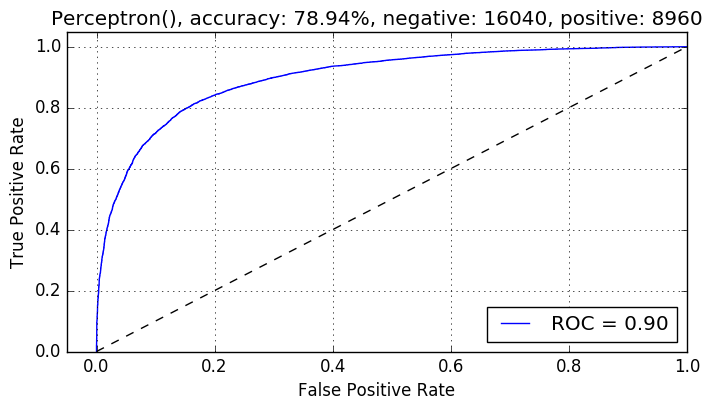 Perceptron(), accuracy: 78.94%, negative: 16040, positive: 8960
1.0
0.8
0.6
0.4
0.2
0.0
True Positive Rate
ROC = 0.90
0.0 0.2 0.4 0.6 0.8 1.0
False Positive Rate